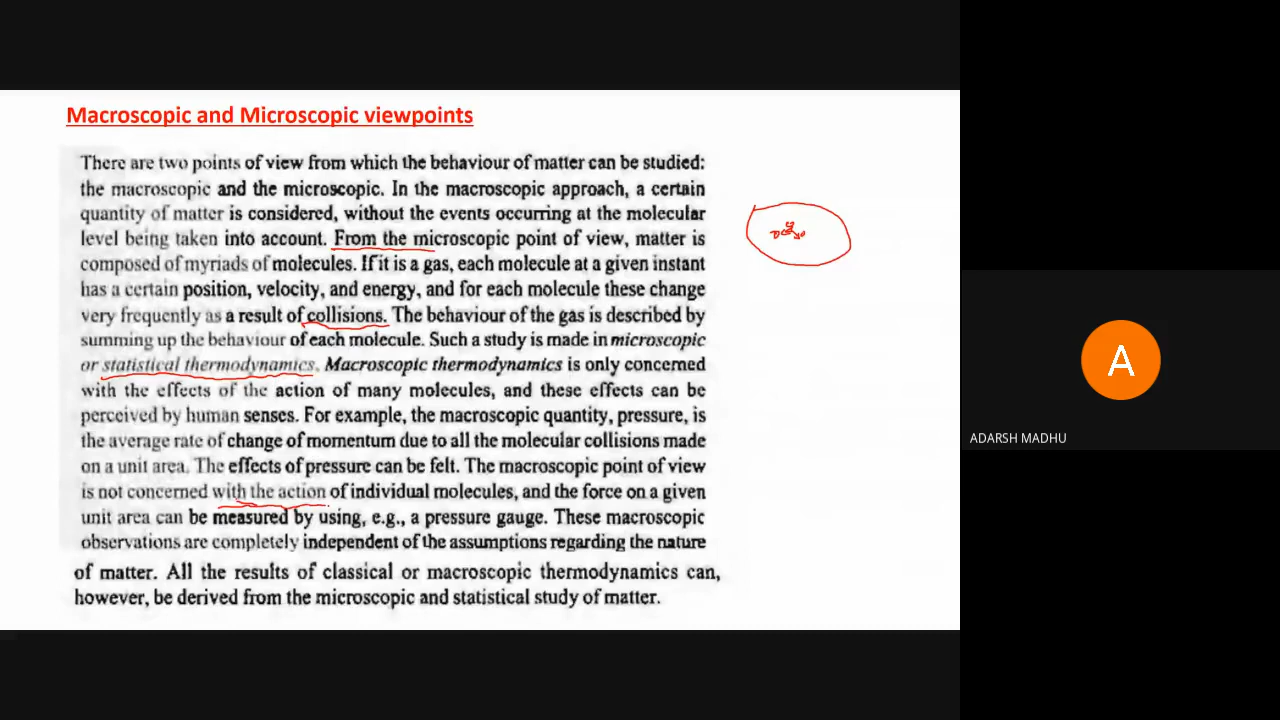 Macroscopic and Microscopic viewpoints
There are two points of view from which the behaviour of matter can be studied:
the macroscopic and the microscopic. In the macroscopic approach, a certain
quantity of matter is considered, without the events occurring at the molecular
level being taken into account. From the microscopic point of view, matter is
composed of myriads of molecules. If it is a gas, each molecule at a given instant
has a certain position, velocity, and energy, and for each molecule these change
very frequently as a result of collisions. The behaviour of the gas is described by
summing up the behaviour of each molecule. Such a study is made in microscopic
or statistical thermodynamics. Macroscopic thermodynamics is only concerned
with the effects of the action of many molecules, and these effects can be
perceived by human senses. For example, the macroscopic quantity, pressure, is
the average rate of change of momentum due to all the molecular collisions made
on a unit area. The effects of pressure can be felt. The macroscopic point of view
is not concerned with the action of individual molecules, and the force on a given
unit area can be measured by using, e.g., a pressure gauge. These macroscopic
observations are completely independent of the assumptions regarding the nature
of matter. All the results of classical or macroscopic thermodynamics can,
however, be derived from the microscopic and statistical study of matter.
A
ADARSH MADHU